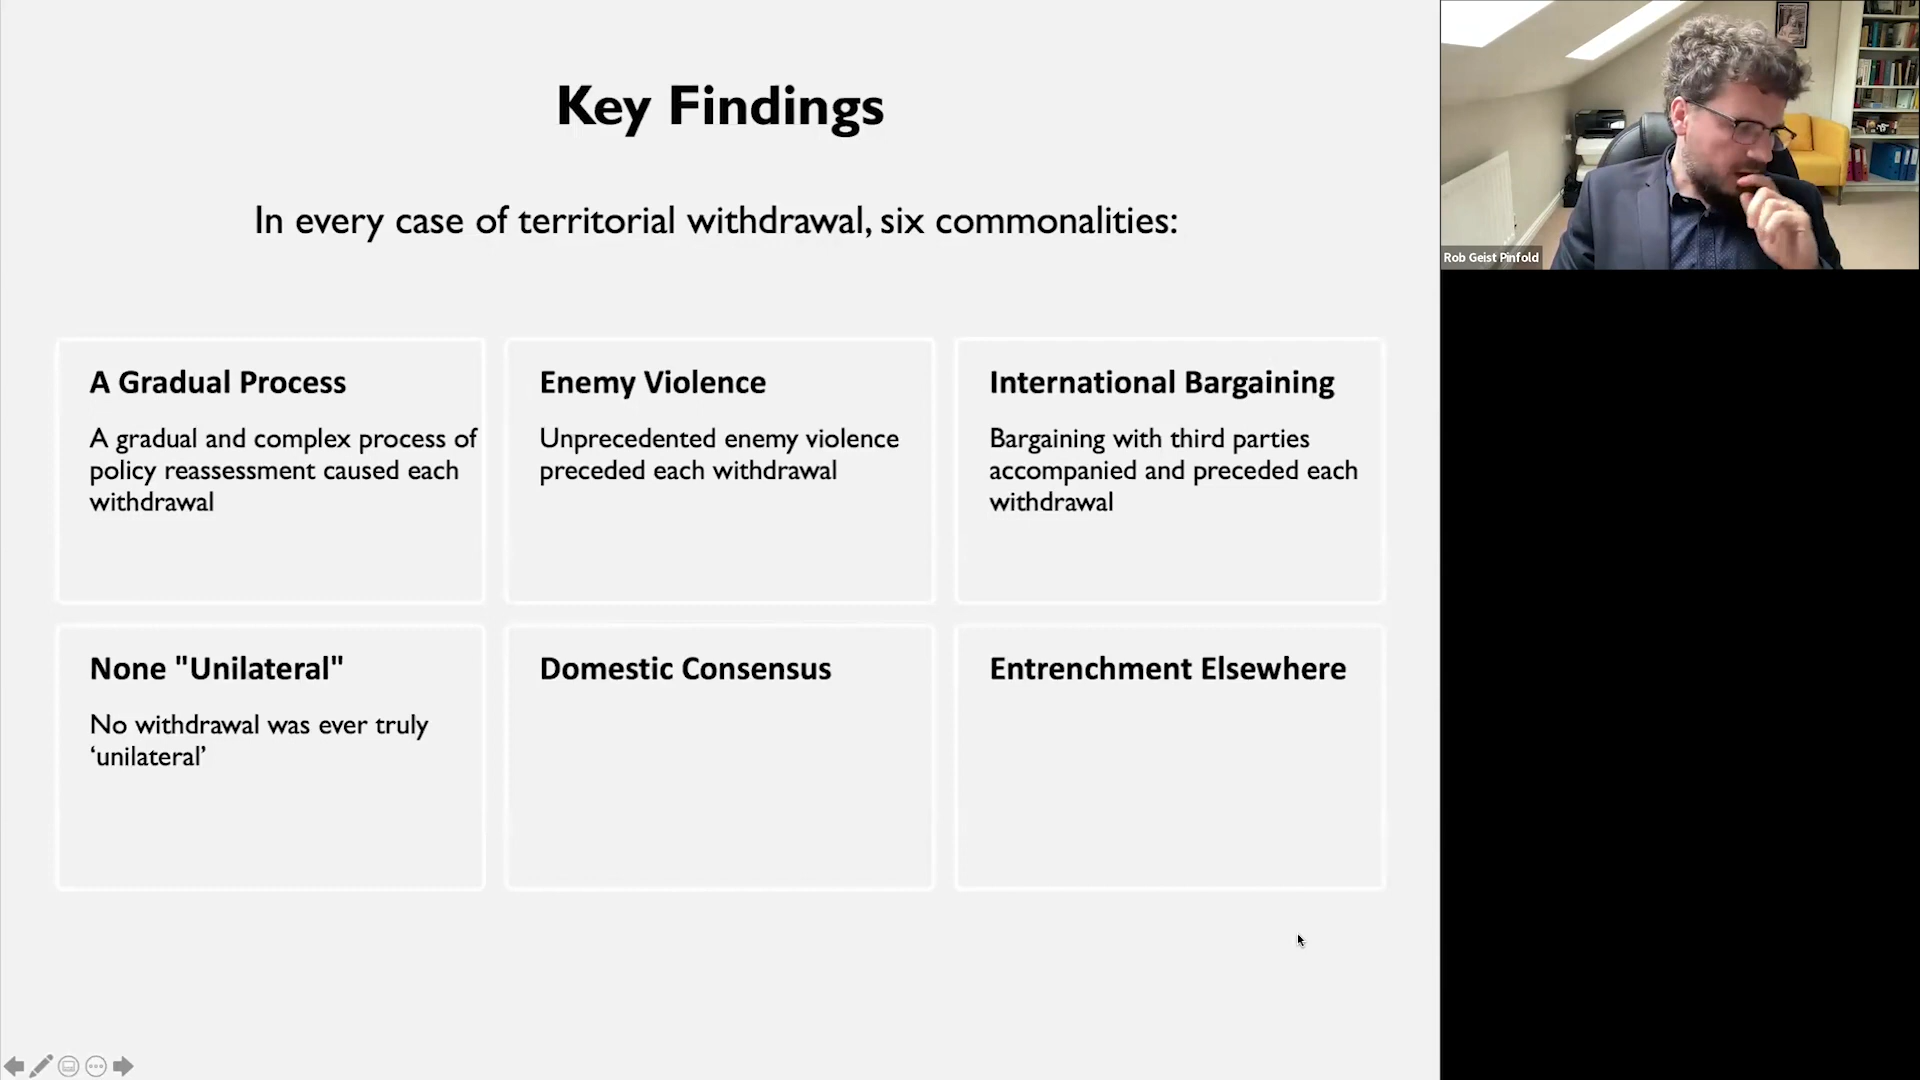 Key Findings
In every case of territorial withdrawal, six commonalities:
A Gradual Process
A gradual and complex process of
policy reassessment caused each
withdrawal
Enemy Violence
Unprecedented enemy violence
preceded each withdrawal
International Bargaining
Bargaining with third parties
accompanied and preceded each
withdrawal
None "Unilateral"
No withdrawal was ever truly
‘unilateral’
Domestic Consensus
Entrenchment Elsewhere
Rob Geist Pinfold